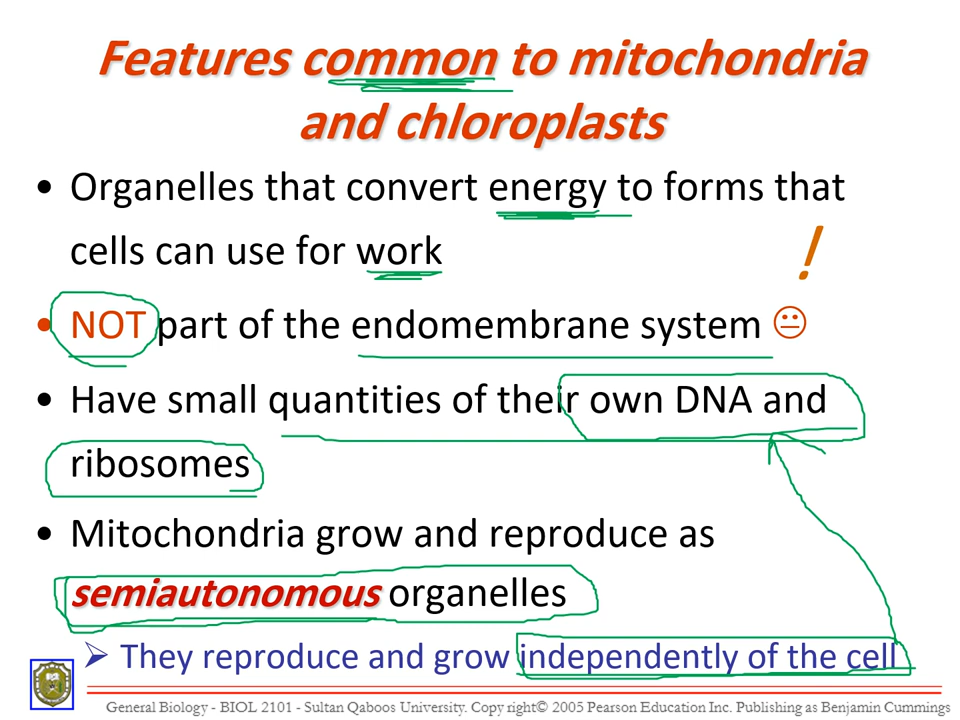 Features common to mitochondria
and chloroplasts
• Organelles that convert energy to forms that
cells can use for work
!
• NOT part of the endomembrane system 😐
• Have small quantities of their own DNA and
ribosomes
• Mitochondria grow and reproduce as
semiautonomous organelles
➢ They reproduce and grow independently of the cell
General Biology - BIOL 2101 - Sultan Qaboos University. Copy right© 2005 Pearson Education Inc. Publishing as Benjamin Cummings